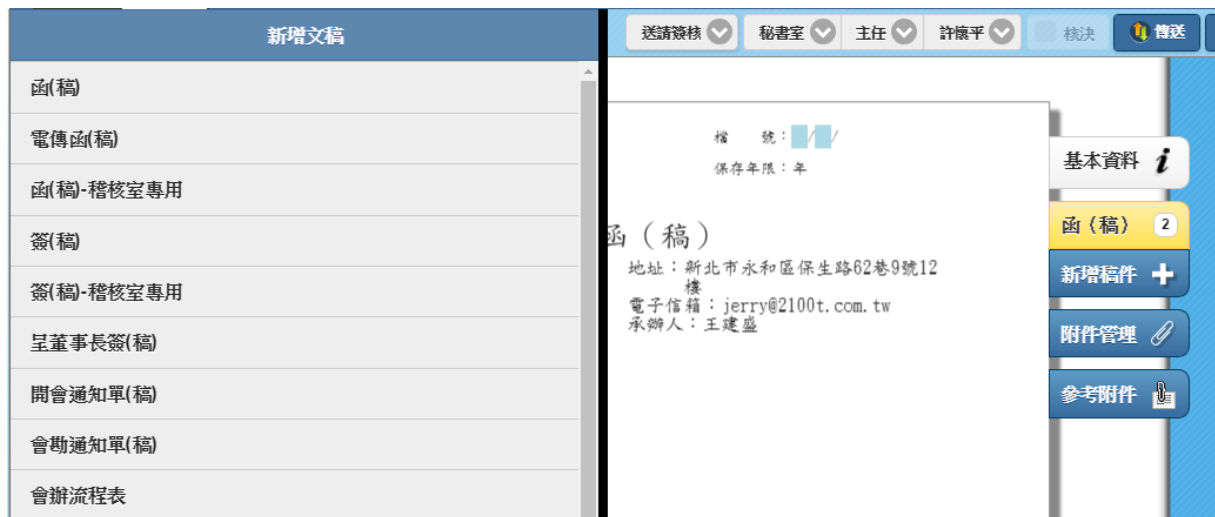 新增文稿
函(稿)
電傳函(稿)
函(稿)-稽核室專用
簽(稿)
簽(稿)-稽核室專用
呈董事長簽(稿)
開會通知單(稿)
會勘通知單(稿)
會辦流程表
送請簽核 秘書室 主任 許懷平 核決 傳送
檔 號：/ /
保存年限：年
函（稿）
地址：新北市永和區保生路62巷9號12
樓
電子信箱：jerry@2100t.com.tw
承辦人：王建盛
基本資料
函（稿） 2
新增稿件
附件管理
參考附件